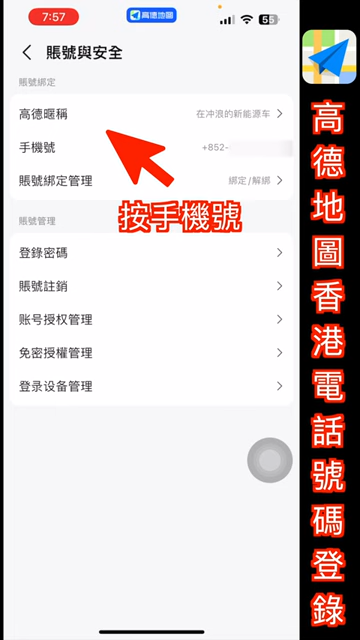 7:57
高德地圖
55
賬號與安全
賬號綁定
高德暱稱
在冲浪的新能源车
手機號
+852-
賬號綁定管理
綁定/解綁
按手機號
賬號管理
登錄密碼
賬號註銷
账号授权管理
免密授權管理
登录设备管理
高德地圖香港電話號碼登錄